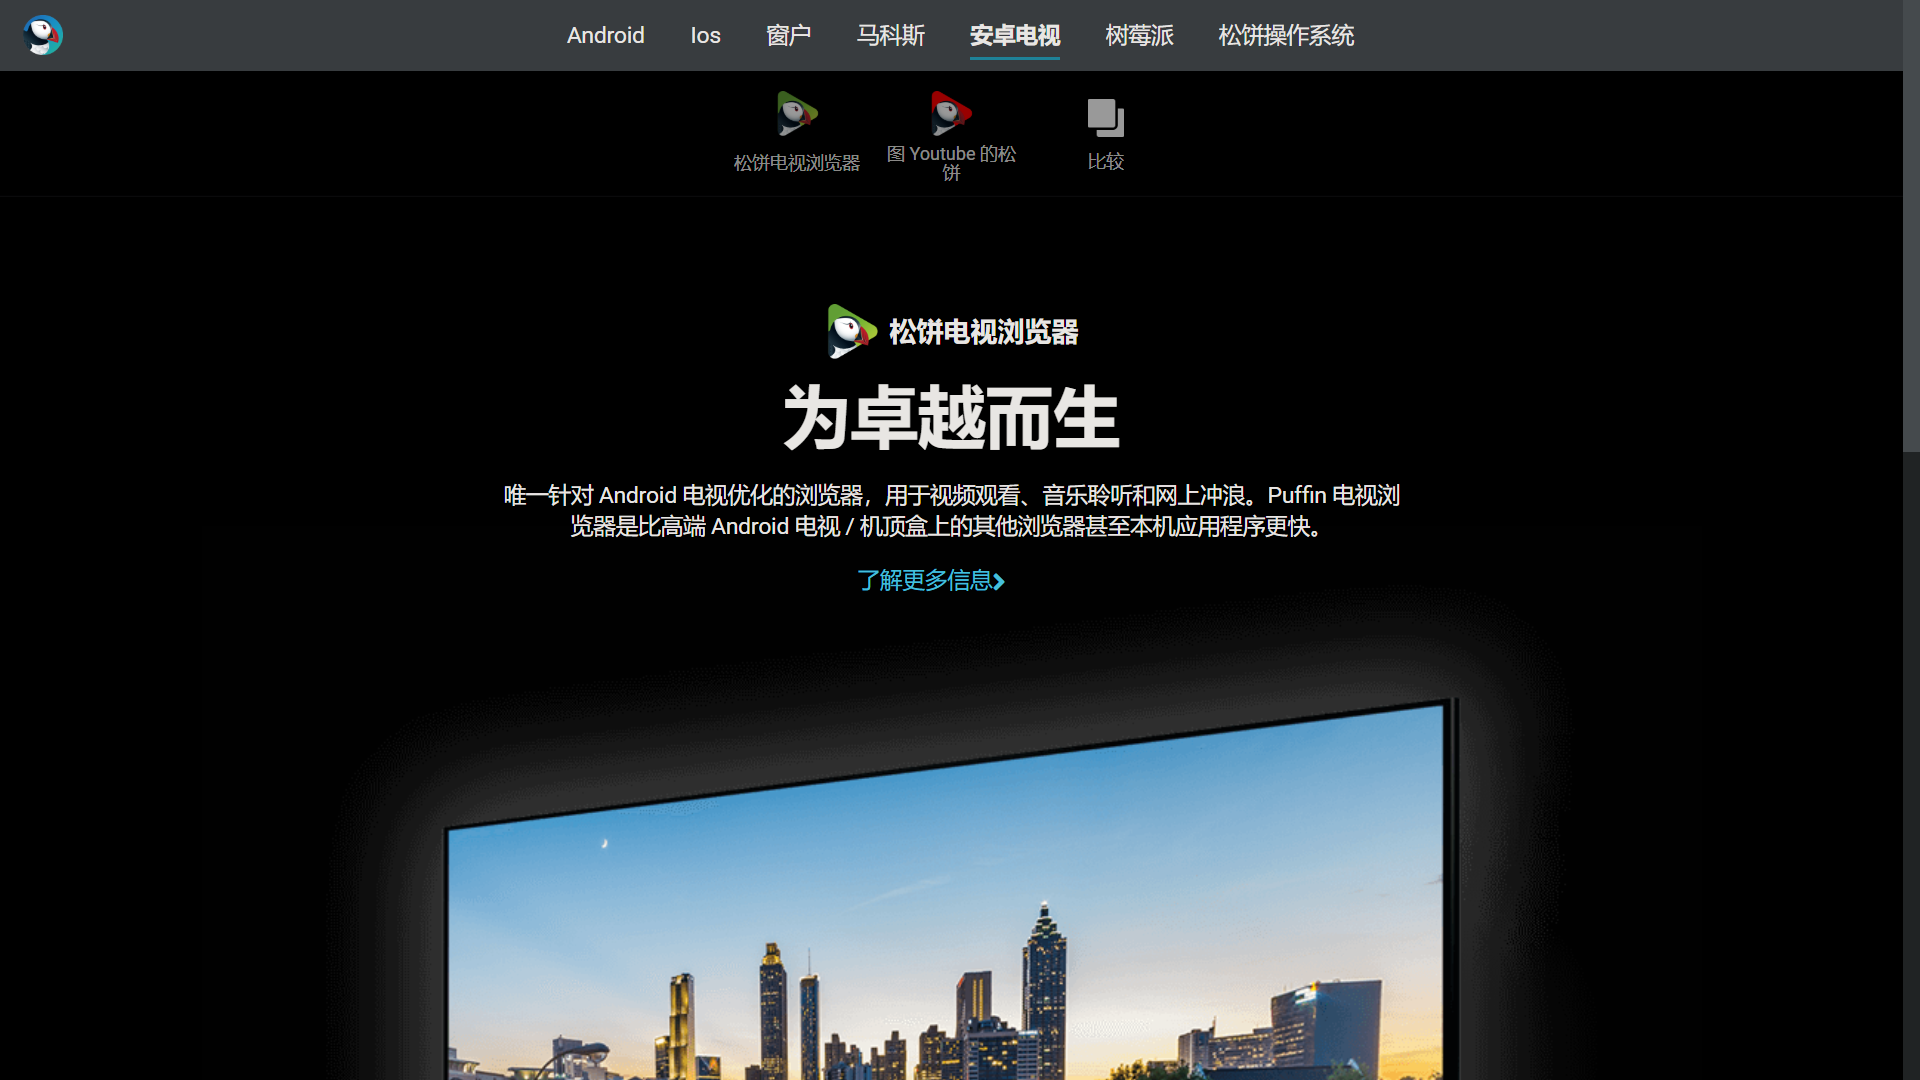 Android
Ios
窗户
马科斯
安卓电视
树莓派
松饼操作系统
松饼电视浏览器
图 Youtube 的松
饼
比较
松饼电视浏览器
为卓越而生
唯一针对 Android 电视优化的浏览器，用于视频观看、音乐聆听和网上冲浪。Puffin 电视浏
览器是比高端 Android 电视 / 机顶盒上的其他浏览器甚至本机应用程序更快。
了解更多信息